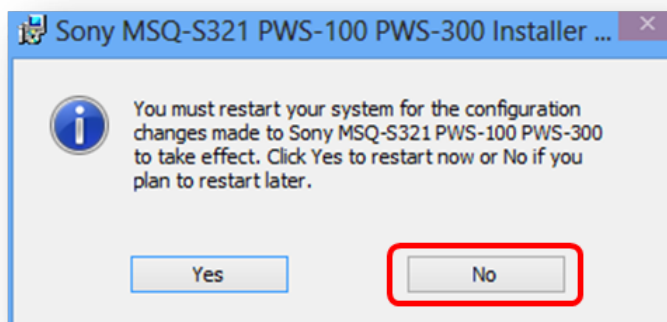 Sony MSQ-S321 PWS-100 PWS-300 Installer ...
You must restart your system for the configuration
changes made to Sony MSQ-S321 PWS-100 PWS-300
to take effect. Click Yes to restart now or No if you
plan to restart later.
Yes
No